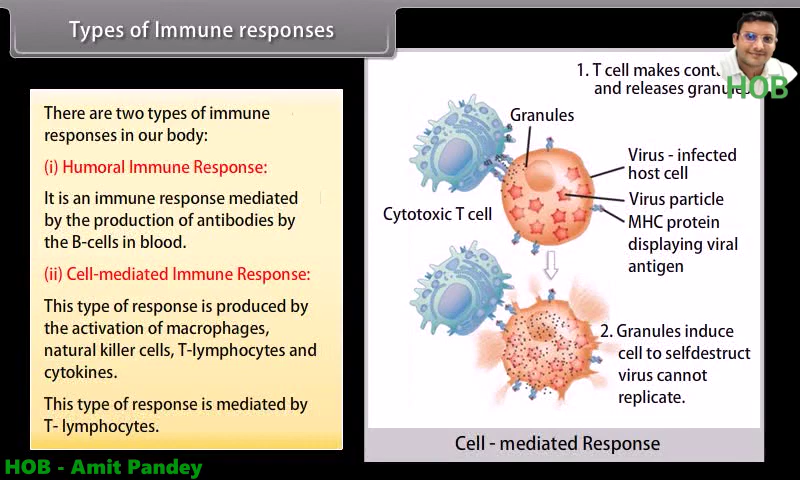 Types of Immune responses
There are two types of immune
responses in our body:
(i) Humoral Immune Response:
It is an immune response mediated
by the production of antibodies by
the B-cells in blood.
(ii) Cell-mediated Immune Response:
This type of response is produced by
the activation of macrophages,
natural killer cells, T-lymphocytes and
cytokines.
This type of response is mediated by
T- lymphocytes.
1. T cell makes
and releases
HOB
Granules
Virus - infected
host cell
Virus particle
Cytotoxic T cell
MHC protein
displaying viral
antigen
2. Granules induce
cell to selfdestruct
virus cannot
replicate.
Cell - mediated Response
HOB - Amit Pandey